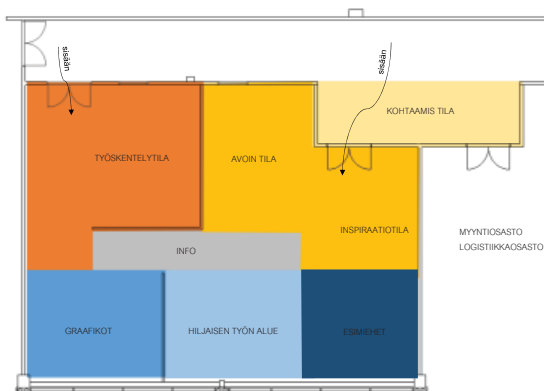 sisään
sisään
KOHTAAMIS TILA
TYÖSKENTELYTILA
AVOIN TILA
INSPIRAATIOTILA
MYYNTIOSASTO
LOGISTIIKKAOSASTO
INFO
GRAAFIKOT
HILJAISEN TYÖN ALUE
ESIMIEHET